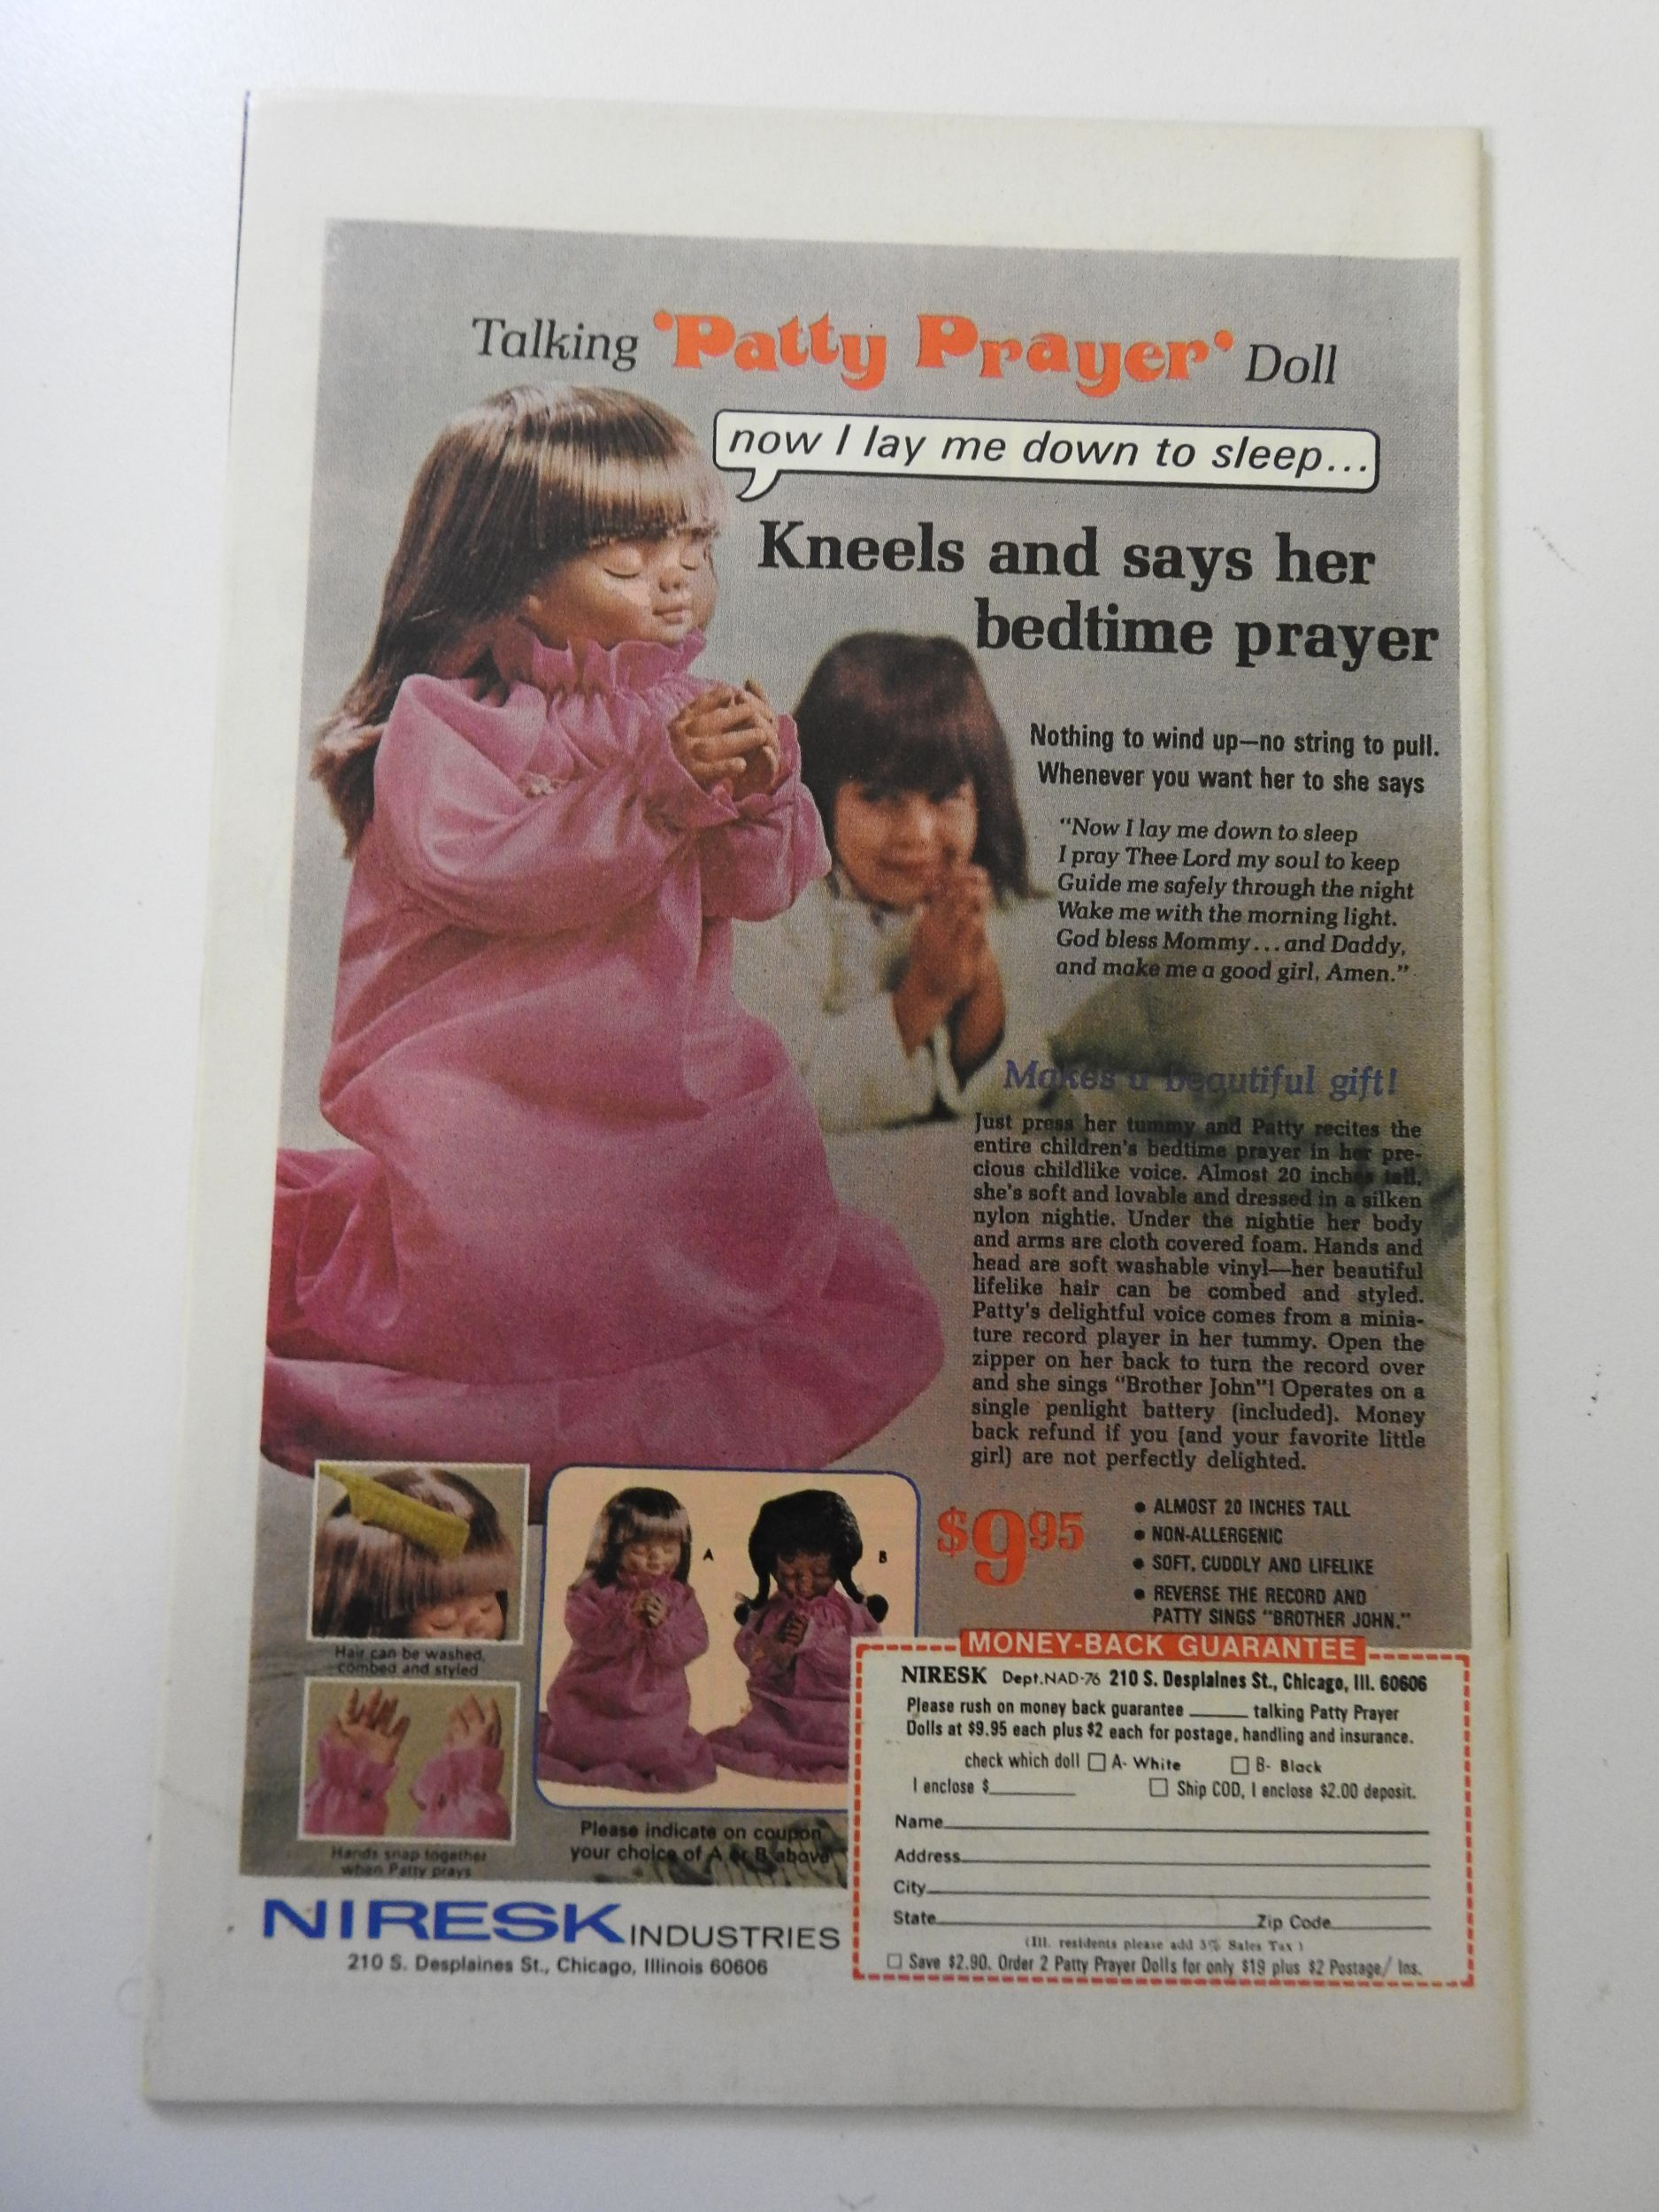 Talking 'Patty Prayer' Doll
now I lay me down to sleep...
Kneels and says her
bedtime prayer
Nothing to wind up—no string to pull.
Whenever you want her to she says
"Now I lay me down to sleep
I pray Thee Lord my soul to keep
Guide me safely through the night
Wake me with the morning light.
God bless Mommy...and Daddy,
and make me a good girl, Amen."
Makes a beautiful gift!
Just press her tummy and Patty recites the
entire children's bedtime prayer in her pre-
cious childlike voice. Almost 20 inches tall,
she's soft and lovable and dressed in a silken
nylon nightie. Under the nightie her body
and arms are cloth covered foam. Hands and
head are soft washable vinyl—her beautiful
lifelike hair can be combed and styled.
Patty's delightful voice comes from a minia-
ture record player in her tummy. Open the
zipper on her back to turn the record over
and she sings "Brother John"! Operates on a
single penlight battery (included). Money
back refund if you (and your favorite little
girl) are not perfectly delighted.
$9.95
• ALMOST 20 INCHES TALL
• NON-ALLERGENIC
• SOFT, CUDDLY AND LIFELIKE
• REVERSE THE RECORD AND
PATTY SINGS "BROTHER JOHN."
Hair can be washed,
combed and styled
Hands snap together
when Patty prays
A
B
Please indicate on coupon
your choice of A or B above
NIRESK INDUSTRIES
210 S. Desplaines St., Chicago, Illinois 60606
MONEY-BACK GUARANTEE
NIRESK Dept. NAD-76 210 S. Desplaines St., Chicago, Ill. 60606
Please rush on money back guarantee ______ talking Patty Prayer
Dolls at $9.95 each plus $2 each for postage, handling and insurance.
check which doll □ A- White □ B- Black
I enclose $__________ □ Ship COD, I enclose $2.00 deposit.
Name
Address
City
State Zip Code
(Ill. residents please add 5% Sales Tax)
□ Save $2.90. Order 2 Patty Prayer Dolls for only $19 plus $2 Postage/ Ins.